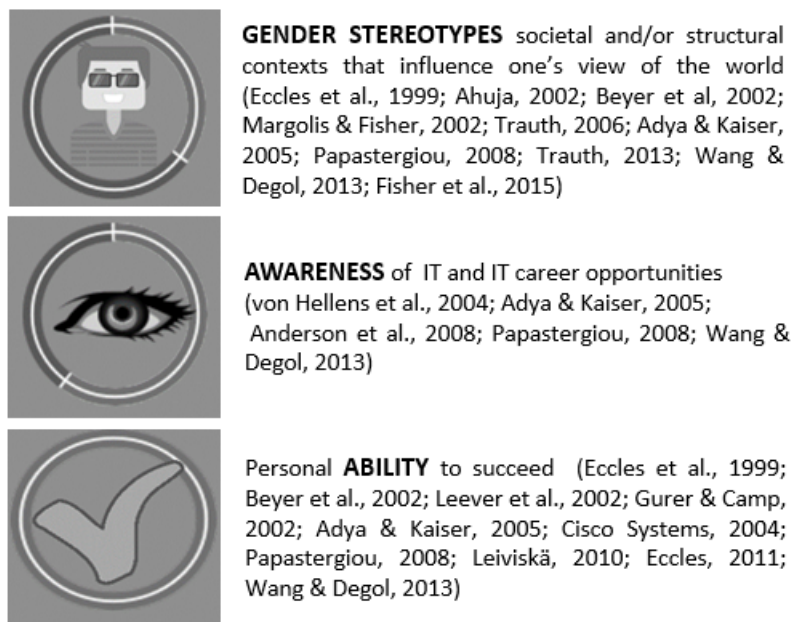 GENDER STEREOTYPES societal and/or structural
contexts that influence one's view of the world
(Eccles et al., 1999; Ahuja, 2002; Beyer et al, 2002;
Margolis & Fisher, 2002; Trauth, 2006; Adya & Kaiser,
2005; Papastergiou, 2008; Trauth, 2013; Wang &
Degol, 2013; Fisher et al., 2015)
AWARENESS of IT and IT career opportunities
(von Hellens et al., 2004; Adya & Kaiser, 2005;
Anderson et al., 2008; Papastergiou, 2008; Wang &
Degol, 2013)
Personal ABILITY to succeed (Eccles et al., 1999;
Beyer et al., 2002; Leever et al., 2002; Gurer & Camp,
2002; Adya & Kaiser, 2005; Cisco Systems, 2004;
Papastergiou, 2008; Leiviskä, 2010; Eccles, 2011;
Wang & Degol, 2013)